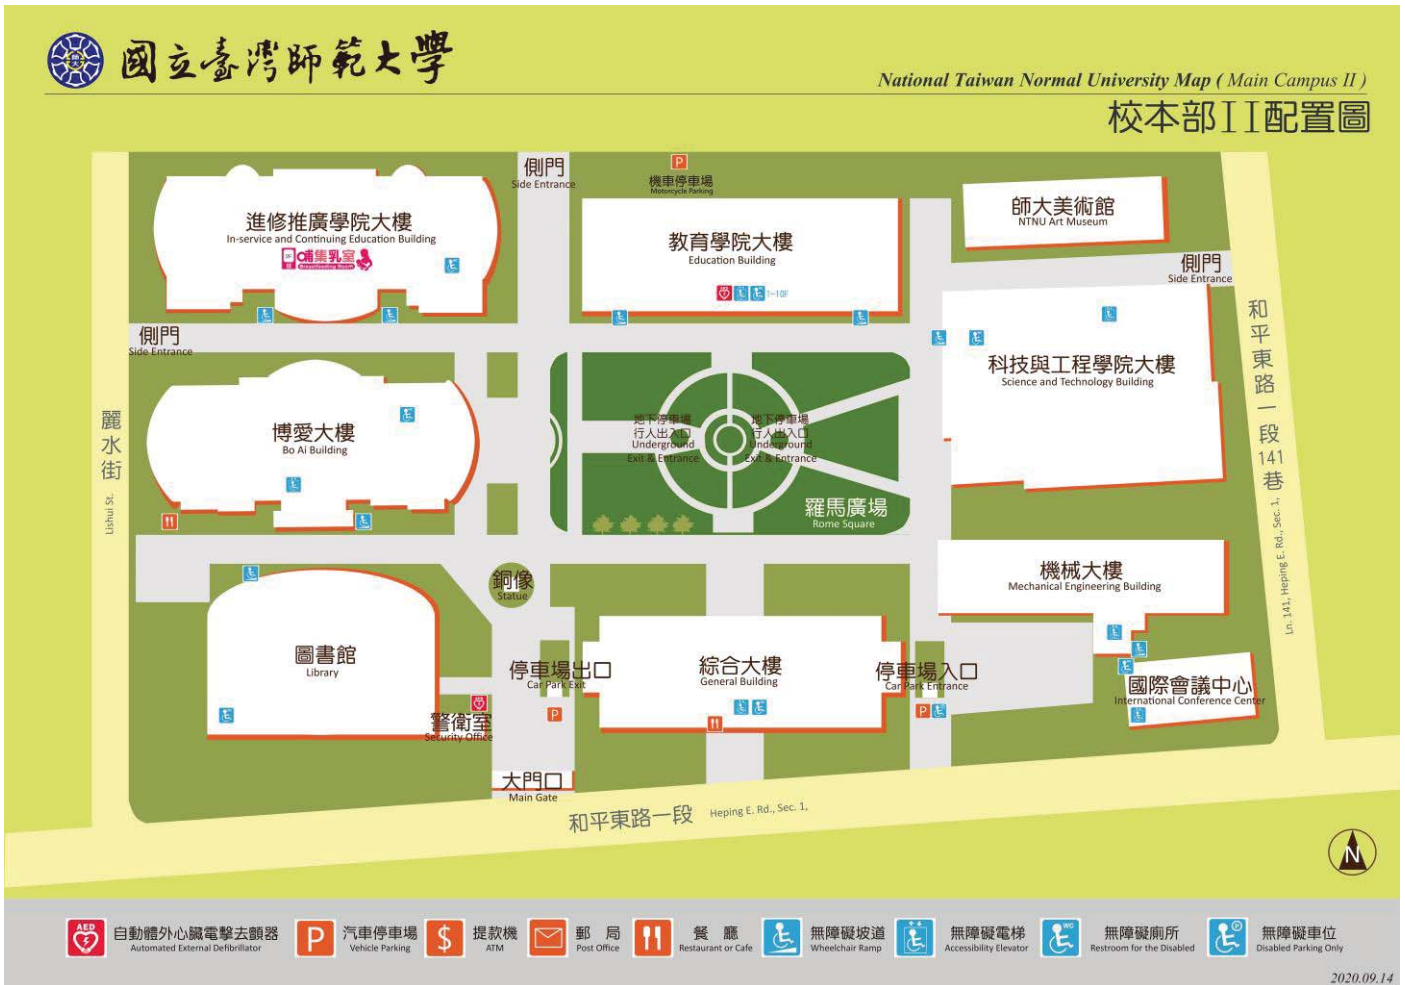 國立臺灣師範大學
National Taiwan Normal University Map ( Main Campus II )
校本部II配置圖
側門
Side Entrance
P
機車停車場
Motorcycle Parking
師大美術館
NTNU Art Museum
進修推廣學院大樓
In-service and Continuing Education Building
哺集乳室
Breastfeeding Room
教育學院大樓
Education Building
1-10F
側門
Side Entrance
側門
Side Entrance
科技與工程學院大樓
Science and Technology Building
和平東路一段141巷
Ln. 141, Heping E. Rd., Sec. 1,
麗水街
Lishui St.
博愛大樓
Bo Ai Building
地下停車場
行人出入口
Underground
Exit & Entrance
地下停車場
行人出入口
Underground
Exit & Entrance
羅馬廣場
Rome Square
銅像
Statue
機械大樓
Mechanical Engineering Building
圖書館
Library
停車場出口
Car Park Exit
P
綜合大樓
General Building
停車場入口
Car Park Entrance
P
國際會議中心
International Conference Center
警衛室
Security Office
大門口
Main Gate
和平東路一段 Heping E. Rd., Sec. 1,
N
AED
自動體外心臟電擊去顫器
Automated External Defibrillator
P
汽車停車場
Vehicle Parking
$
提款機
ATM
郵局
Post Office
餐廳
Restaurant or Cafe
無障礙坡道
Wheelchair Ramp
無障礙電梯
Accessibility Elevator
WC
無障礙廁所
Restroom for the Disabled
P
無障礙車位
Disabled Parking Only
2020.09.14